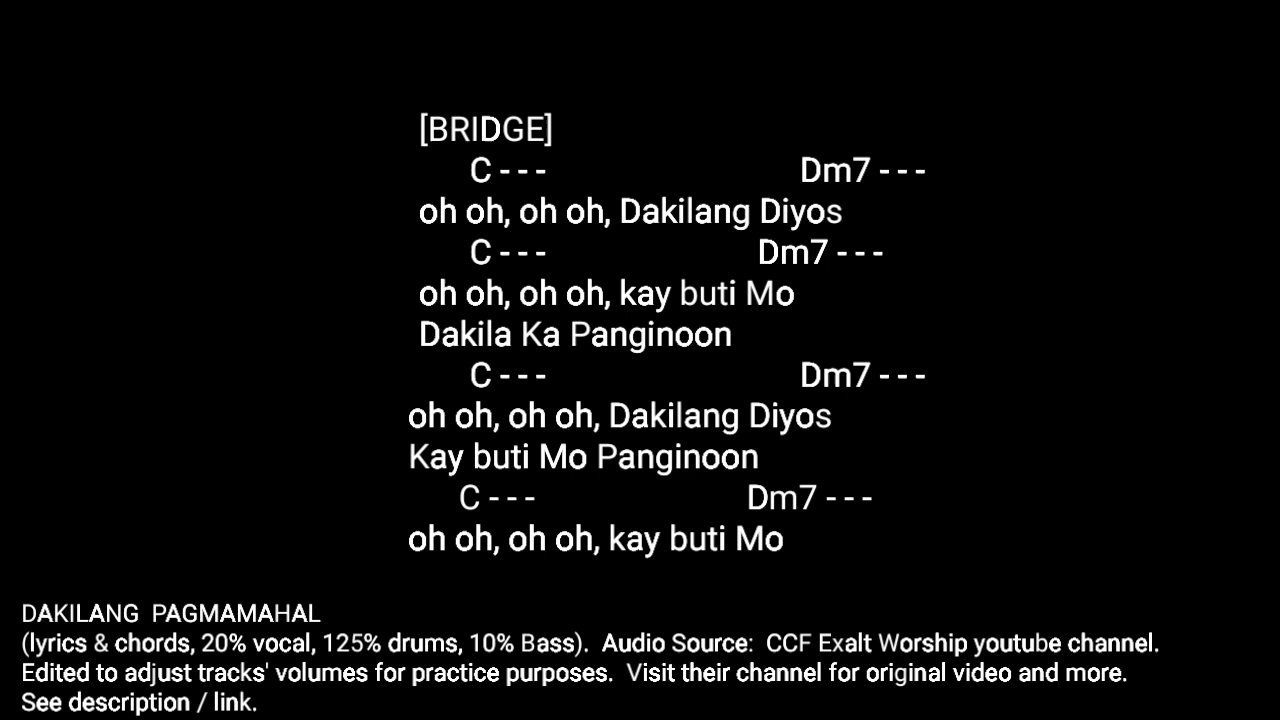 [BRIDGE]
C - - - Dm7 - - -
oh oh, oh oh, Dakilang Diyos
C - - - Dm7 - - -
oh oh, oh oh, kay buti Mo
Dakila Ka Panginoon
C - - - Dm7 - - -
oh oh, oh oh, Dakilang Diyos
Kay buti Mo Panginoon
C - - - Dm7 - - -
oh oh, oh oh, kay buti Mo
DAKILANG PAGMAMAHAL
(lyrics & chords, 20% vocal, 125% drums, 10% Bass). Audio Source: CCF Exalt Worship youtube channel.
Edited to adjust tracks' volumes for practice purposes. Visit their channel for original video and more.
See description / link.